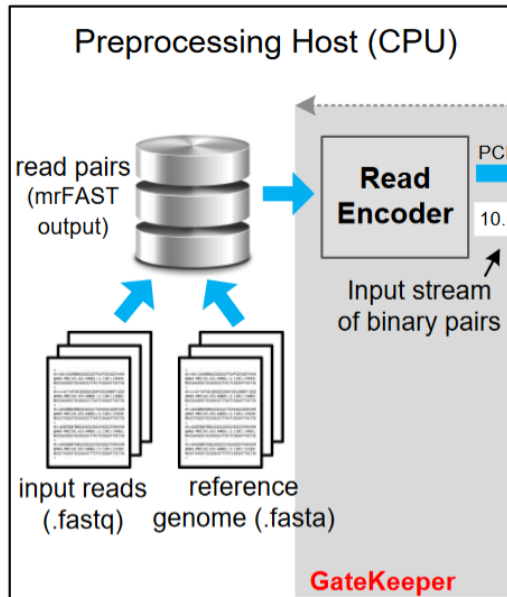 Preprocessing Host (CPU)
read pairs
(mrFAST
output)
Read
Encoder
10.
Input stream
of binary pairs
input reads
(.fastq)
reference
genome (.fasta)
GateKeeper